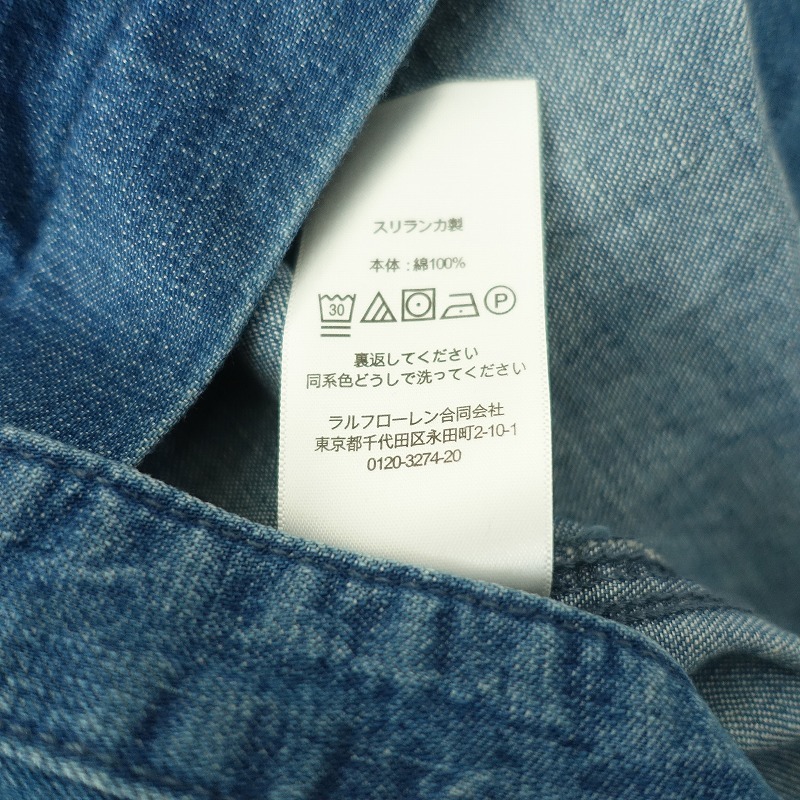 スリランカ製
本体 : 綿100%
30 P
裏返してください
同系色どうしで洗ってください
ラルフローレン合同会社
東京都千代田区永田町2-10-1
0120-3274-20